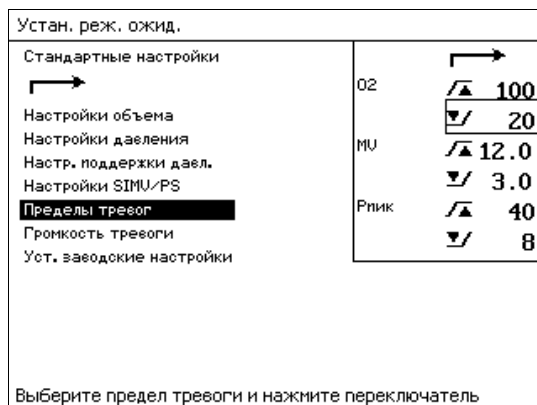 Устан. реж. ожид.
Стандартные настройки
Настройки объема
Настройки давления
Настр. поддержки давл.
Настройки SIMV/PS
Пределы тревог
Громкость тревоги
Уст. заводские настройки
O2 100
20
MV 12.0
3.0
Pпик 40
8
Выберите предел тревоги и нажмите переключатель